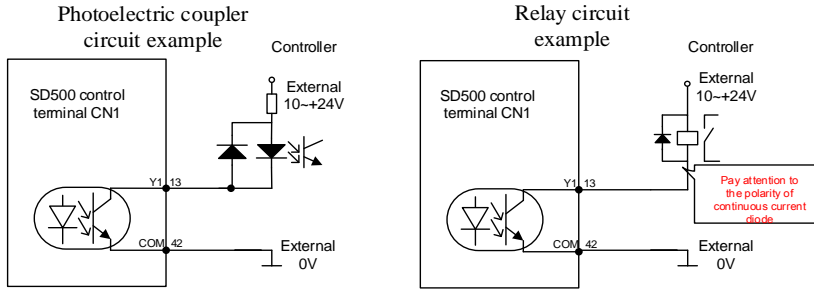 Photoelectric coupler
circuit example
Controller
External
10~+24V
SD500 control
terminal CN1
Y1 13
COM 42
External
0V
Relay circuit
example
Controller
External
10~+24V
SD500 control
terminal CN1
Y1 13
Pay attention to
the polarity of
continuous current
diode
COM 42
External
0V